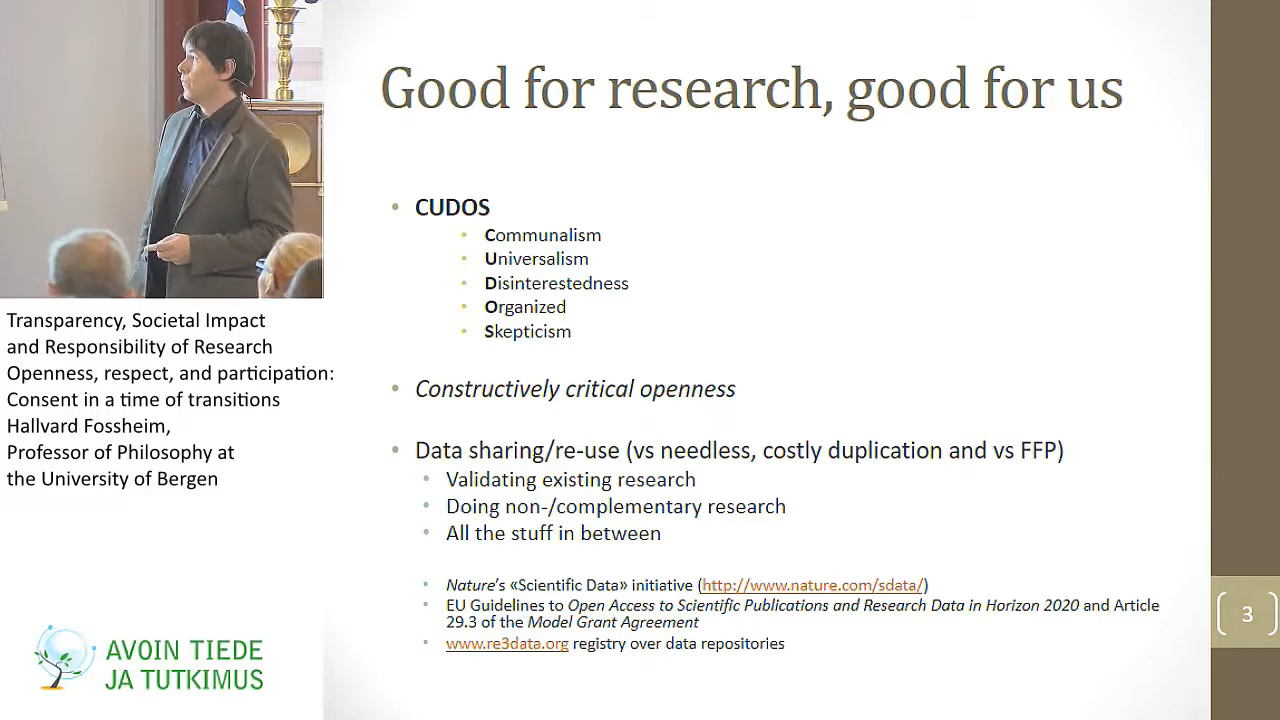 Good for research, good for us
• CUDOS
• Communalism
• Universalism
• Disinterestedness
• Organized
• Skepticism
• Constructively critical openness
• Data sharing/re-use (vs needless, costly duplication and vs FFP)
• Validating existing research
• Doing non-/complementary research
• All the stuff in between
• Nature's «Scientific Data» initiative (http://www.nature.com/sdata/)
• EU Guidelines to Open Access to Scientific Publications and Research Data in Horizon 2020 and Article
29.3 of the Model Grant Agreement
• www.re3data.org registry over data repositories
3
Transparency, Societal Impact
and Responsibility of Research
Openness, respect, and participation:
Consent in a time of transitions
Hallvard Fossheim,
Professor of Philosophy at
the University of Bergen
AVOIN TIEDE
JA TUTKIMUS